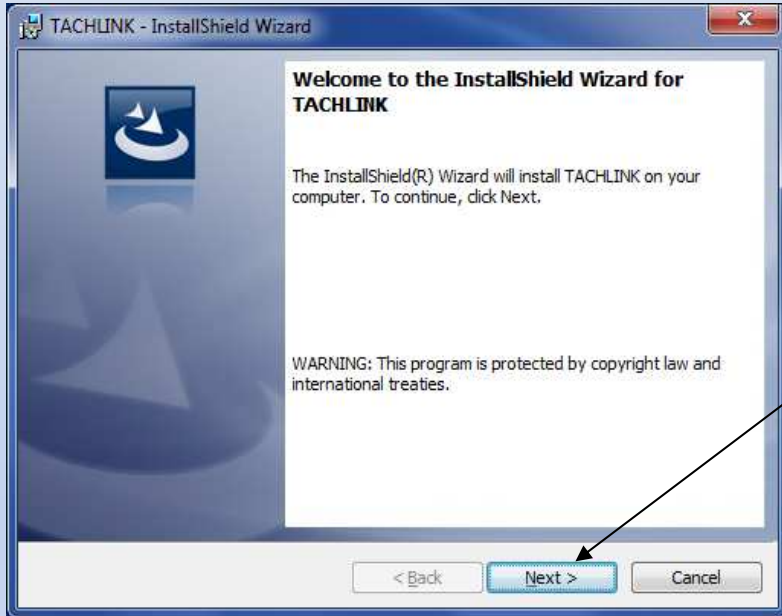 TACHLINK - InstallShield Wizard
Welcome to the InstallShield Wizard for
TACHLINK
The InstallShield(R) Wizard will install TACHLINK on your
computer. To continue, click Next.
WARNING: This program is protected by copyright law and
international treaties.
< Back
Next >
Cancel